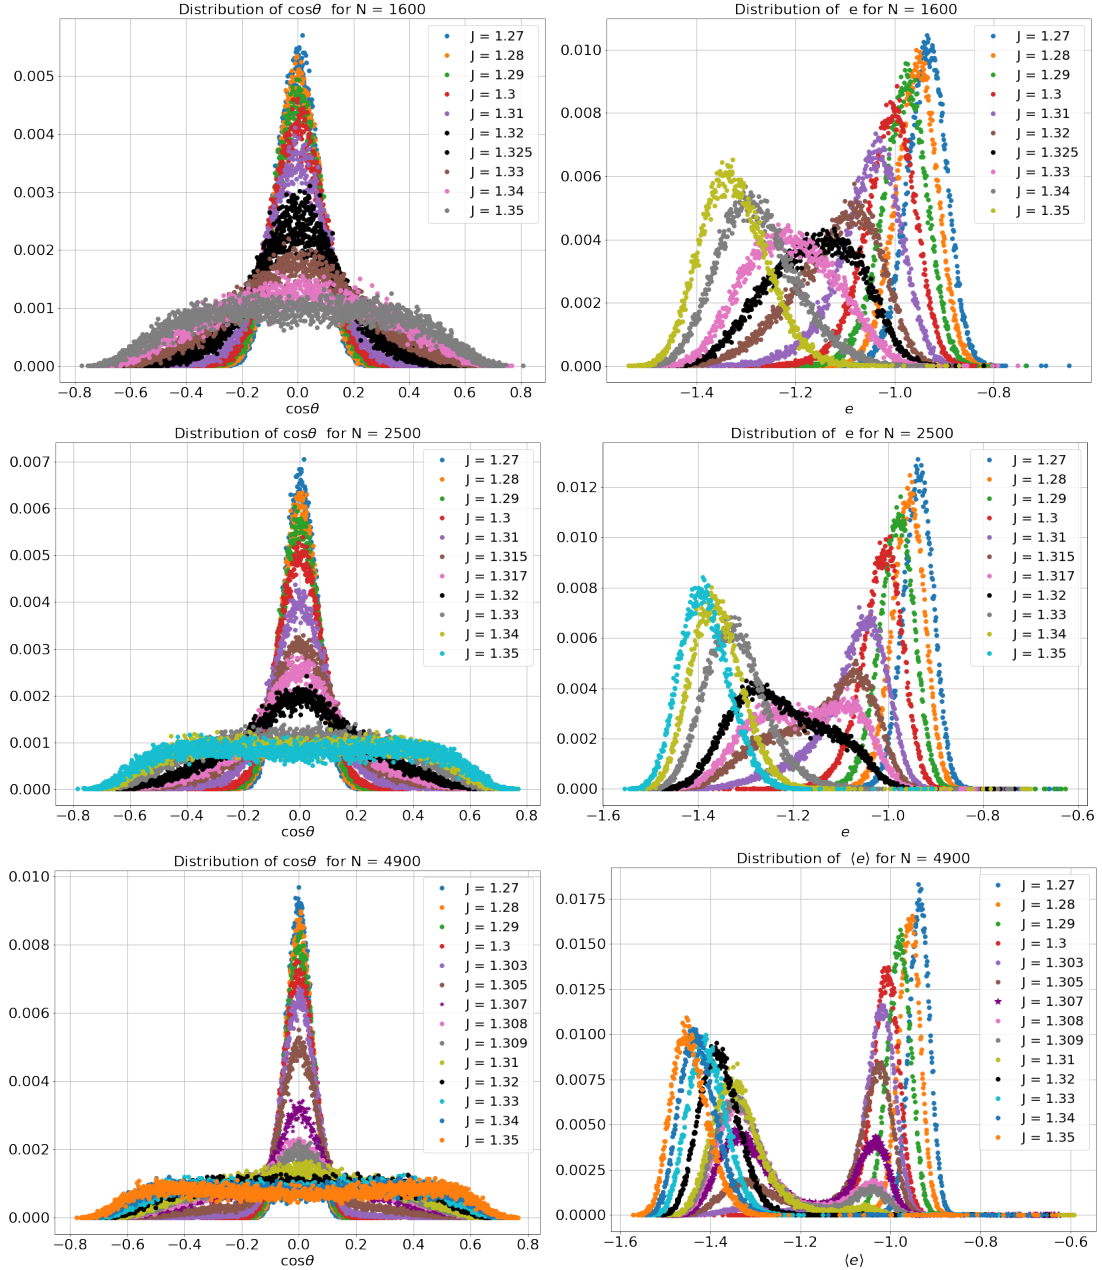 Distribution of cosθ for N = 1600
J = 1.27
J = 1.28
J = 1.29
J = 1.3
J = 1.31
J = 1.32
J = 1.325
J = 1.33
J = 1.34
J = 1.35
0.005
0.004
0.003
0.002
0.001
0.000
−0.8 −0.6 −0.4 −0.2 0.0 0.2 0.4 0.6 0.8
cosθ
Distribution of e for N = 1600
J = 1.27
J = 1.28
J = 1.29
J = 1.3
J = 1.31
J = 1.32
J = 1.325
J = 1.33
J = 1.34
J = 1.35
0.010
0.008
0.006
0.004
0.002
0.000
−1.4 −1.2 −1.0 −0.8
e
Distribution of cosθ for N = 2500
J = 1.27
J = 1.28
J = 1.29
J = 1.3
J = 1.31
J = 1.315
J = 1.317
J = 1.32
J = 1.33
J = 1.34
J = 1.35
0.007
0.006
0.005
0.004
0.003
0.002
0.001
0.000
−0.8 −0.6 −0.4 −0.2 0.0 0.2 0.4 0.6 0.8
cosθ
Distribution of e for N = 2500
J = 1.27
J = 1.28
J = 1.29
J = 1.3
J = 1.31
J = 1.315
J = 1.317
J = 1.32
J = 1.33
J = 1.34
J = 1.35
0.012
0.010
0.008
0.006
0.004
0.002
0.000
−1.6 −1.4 −1.2 −1.0 −0.8 −0.6
e
Distribution of cosθ for N = 4900
J = 1.27
J = 1.28
J = 1.29
J = 1.3
J = 1.303
J = 1.305
J = 1.307
J = 1.308
J = 1.309
J = 1.31
J = 1.32
J = 1.33
J = 1.34
J = 1.35
0.010
0.008
0.006
0.004
0.002
0.000
−0.8 −0.6 −0.4 −0.2 0.0 0.2 0.4 0.6 0.8
cosθ
Distribution of ⟨e⟩ for N = 4900
J = 1.27
J = 1.28
J = 1.29
J = 1.3
J = 1.303
J = 1.305
J = 1.307
J = 1.308
J = 1.309
J = 1.31
J = 1.32
J = 1.33
J = 1.34
J = 1.35
0.0175
0.0150
0.0125
0.0100
0.0075
0.0050
0.0025
0.0000
−1.6 −1.4 −1.2 −1.0 −0.8 −0.6
⟨e⟩